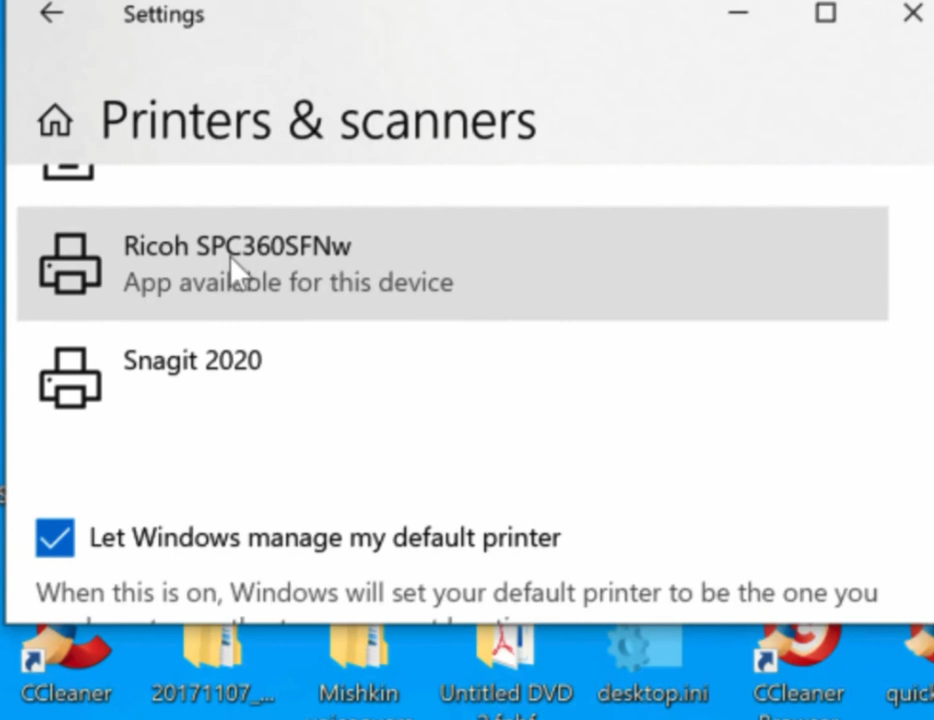 Settings
Printers & scanners
Ricoh SPC360SFNw
App available for this device
Snagit 2020
Let Windows manage my default printer
When this is on, Windows will set your default printer to be the one you
CCleaner
20171107_...
Mishkin
Untitled DVD
desktop.ini
CCleaner
quick